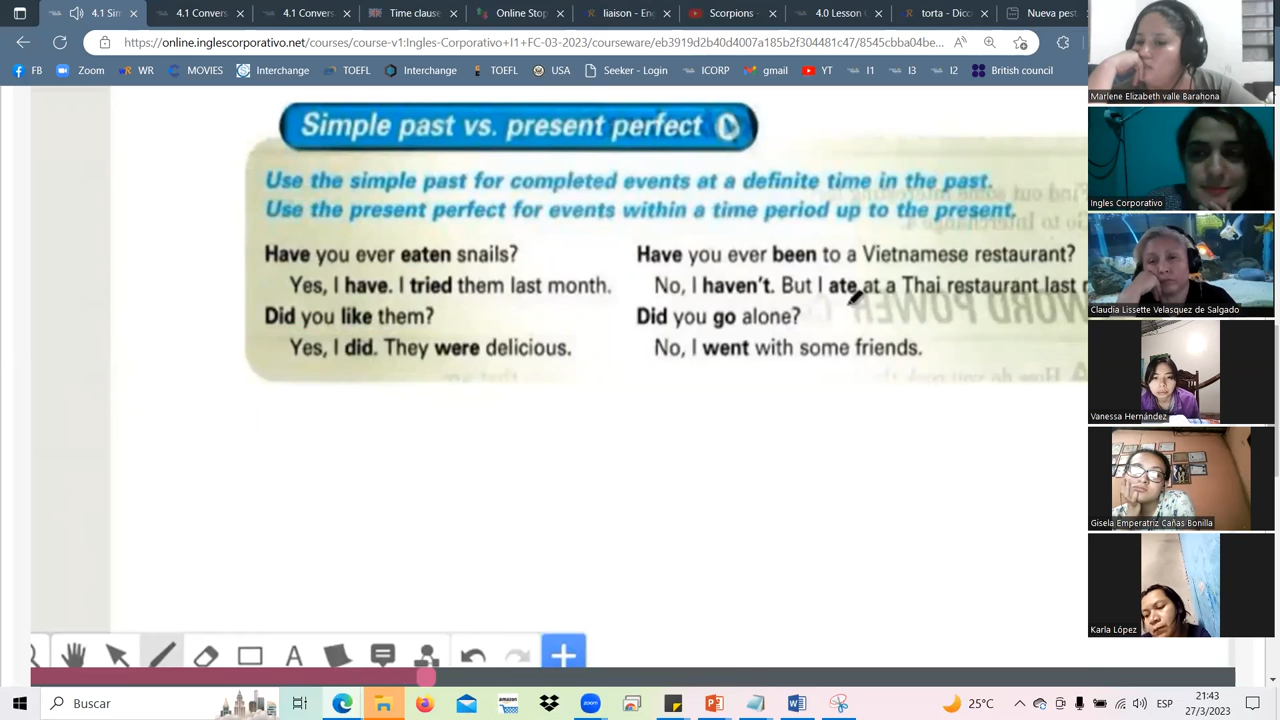 4.1 Sim
4.1 Convers
4.1 Convers
Time clause
Online Stop
liaison - Eng
Scorpions -
4.0 Lesson
torta - Dicc
Nueva pest
https://online.inglescorporativo.net/courses/course-v1:Ingles-Corporativo+I1+FC-03-2023/courseware/eb3919d2b40d4007a185b2f304481c47/8545cbba04be...
FB
Zoom
WR
MOVIES
Interchange
TOEFL
Interchange
TOEFL
USA
Seeker - Login
ICORP
gmail
YT
I1
I3
I2
British council
Simple past vs. present perfect
Use the simple past for completed events at a definite time in the past.
Use the present perfect for events within a time period up to the present.
Have you ever eaten snails?
Yes, I have. I tried them last month.
Did you like them?
Yes, I did. They were delicious.
Have you ever been to a Vietnamese restaurant?
No, I haven't. But I ate at a Thai restaurant last
Did you go alone?
No, I went with some friends.
Marlene Elizabeth valle Barahona
Ingles Corporativo
Claudia Lissette Velasquez de Salgado
Vanessa Hernández
Gisela Emperatriz Cañas Bonilla
Karla López
Buscar
25°C
ESP
21:43
27/3/2023